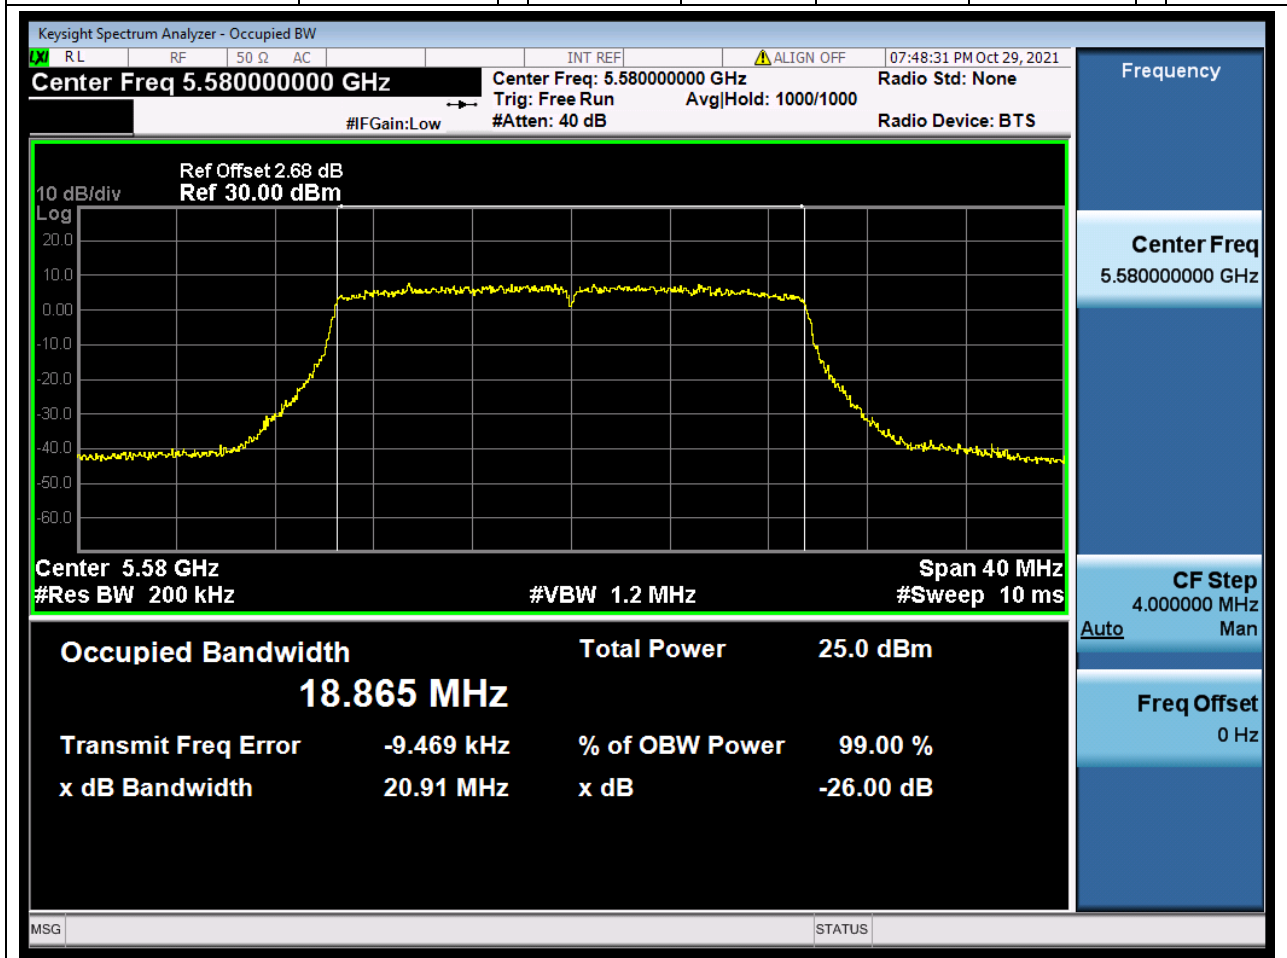 Keysight Spectrum Analyzer - Occupied BW
LXI RL RF 50 Ω AC INT REF ALIGN OFF 07:48:31 PM Oct 29, 2021
Center Freq 5.580000000 GHz
Center Freq: 5.580000000 GHz
Radio Std: None
Trig: Free Run Avg|Hold: 1000/1000
#IFGain:Low #Atten: 40 dB Radio Device: BTS
Ref Offset 2.68 dB
10 dB/div Ref 30.00 dBm
Log
20.0
10.0
0.00
-10.0
-20.0
-30.0
-40.0
-50.0
-60.0
Center 5.58 GHz Span 40 MHz
#Res BW 200 kHz #VBW 1.2 MHz #Sweep 10 ms
Occupied Bandwidth Total Power 25.0 dBm
18.865 MHz
Transmit Freq Error -9.469 kHz % of OBW Power 99.00 %
x dB Bandwidth 20.91 MHz x dB -26.00 dB
MSG STATUS
Frequency
Center Freq
5.580000000 GHz
CF Step
4.000000 MHz
Auto Man
Freq Offset
0 Hz